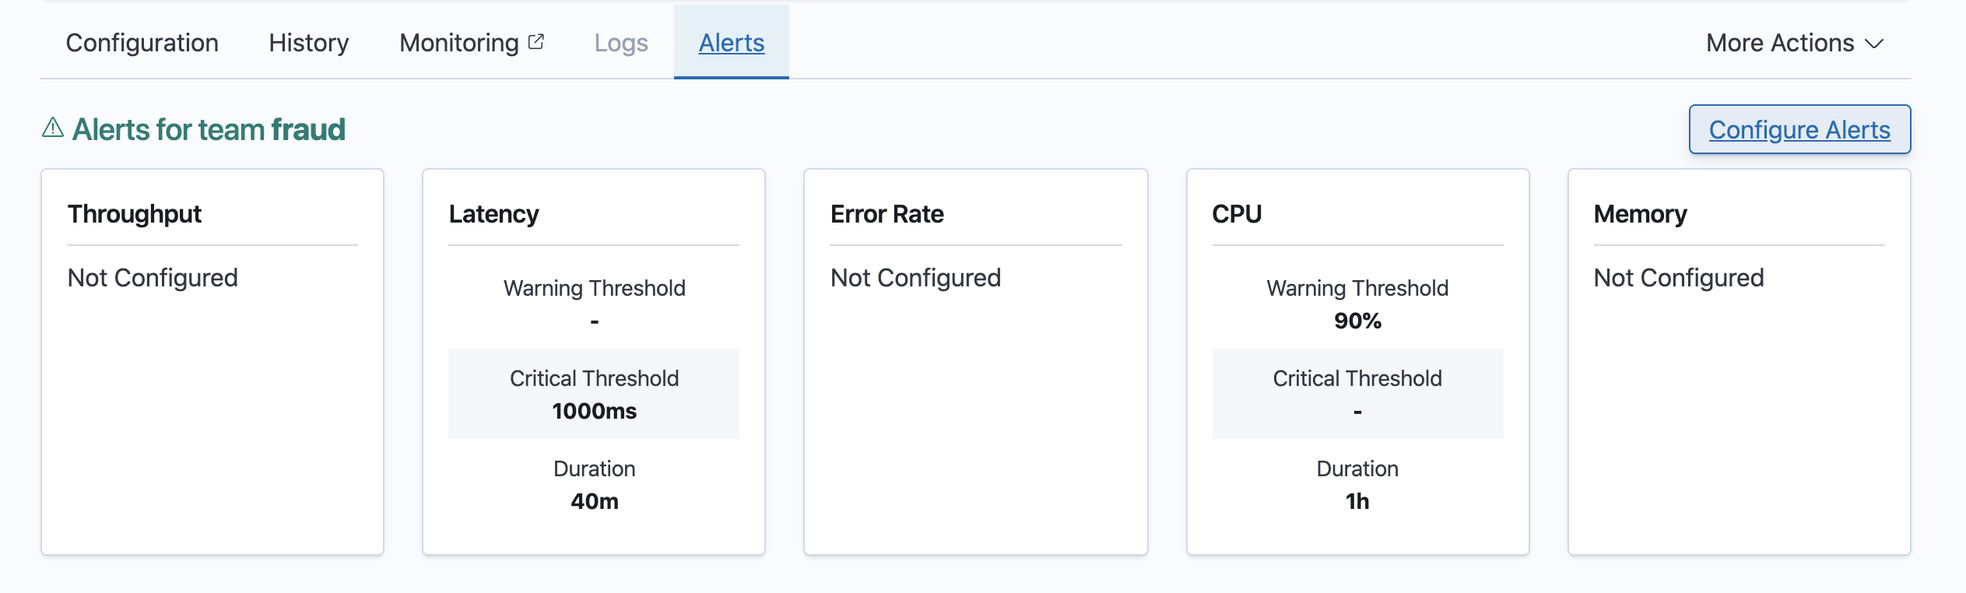 Configuration History Monitoring Logs Alerts More Actions
Alerts for team fraud
Configure Alerts
Throughput
Not Configured
Latency
Warning Threshold
-
Critical Threshold
1000ms
Duration
40m
Error Rate
Not Configured
CPU
Warning Threshold
90%
Critical Threshold
-
Duration
1h
Memory
Not Configured